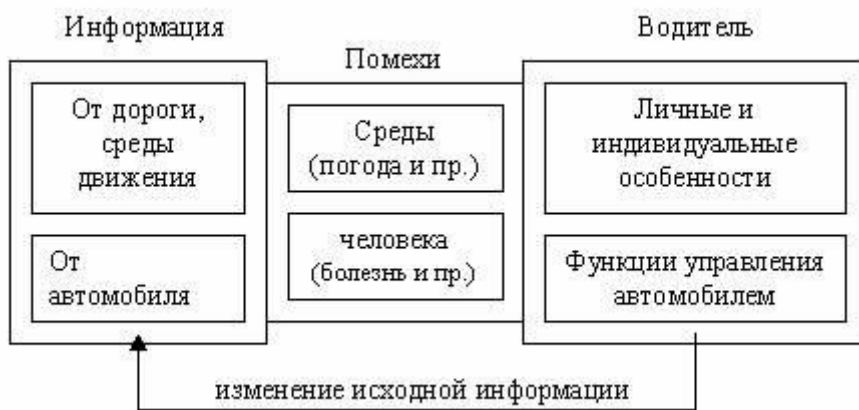 Информация
Помехи
Водитель
От дороги,
среды
движения
От
автомобиля
Среды
(погода и пр.)
человека
(болезнь и пр.)
Личные и
индивидуальные
особенности
Функции управления
автомобилем
изменение исходной информации